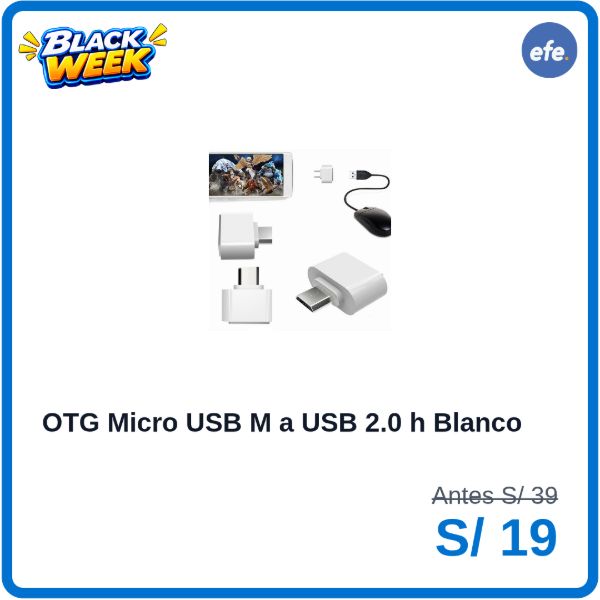 BLACK
WEEK
efe.
OTG Micro USB M a USB 2.0 h Blanco
Antes S/ 39
S/ 19